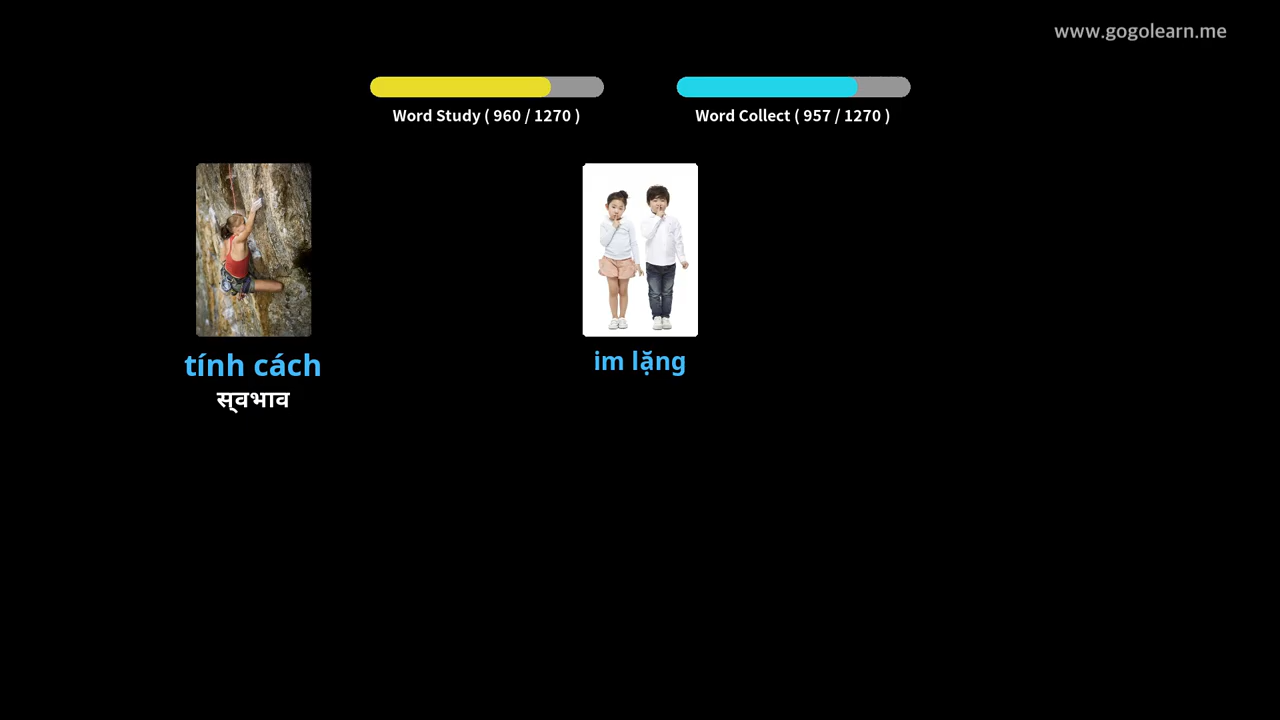 www.gogolearn.me
Word Study ( 960 / 1270 )
Word Collect ( 957 / 1270 )
tính cách
स्वभाव
im lặng